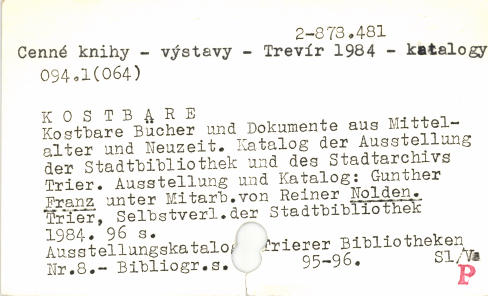 2-873.481
Cenné knihy - výstavy - Trevír 1984 - katalogy
094.1(064)
K O S T B A R E
Kostbare Bücher und Dokumente aus Mittel-
alter und Neuzeit. Katalog der Ausstellung
der Stadtbibliothek und des Stadtarchivs
Trier. Ausstellung und Katalog: Gunther
Franz unter Mitarb.von Reiner Nolden.
Trier, Selbstverl.der Stadtbibliothek
1984. 96 s.
Ausstellungskatalog Trierer Bibliotheken
Nr.8.- Bibliogr.s. 95-96. Sl/Va
P